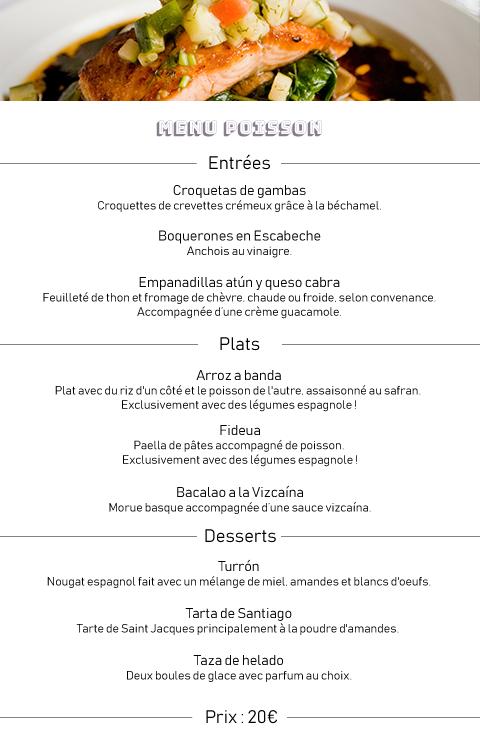 MENU POISSON
Entrées
Croquetas de gambas
Croquettes de crevettes crémeux grâce à la béchamel.
Boquerones en Escabeche
Anchois au vinaigre.
Empanadillas atún y queso cabra
Feuilleté de thon et fromage de chèvre, chaude ou froide, selon convenance.
Accompagnée d'une crème guacamole.
Plats
Arroz a banda
Plat avec du riz d'un côté et le poisson de l'autre, assaisonné au safran.
Exclusivement avec des légumes espagnole !
Fideua
Paella de pâtes accompagné de poisson.
Exclusivement avec des légumes espagnole !
Bacalao a la Vizcaína
Morue basque accompagnée d'une sauce vizcaína.
Desserts
Turrón
Nougat espagnol fait avec un mélange de miel, amandes et blancs d'oeufs.
Tarta de Santiago
Tarte de Saint Jacques principalement à la poudre d'amandes.
Taza de helado
Deux boules de glace avec parfum au choix.
Prix : 20€